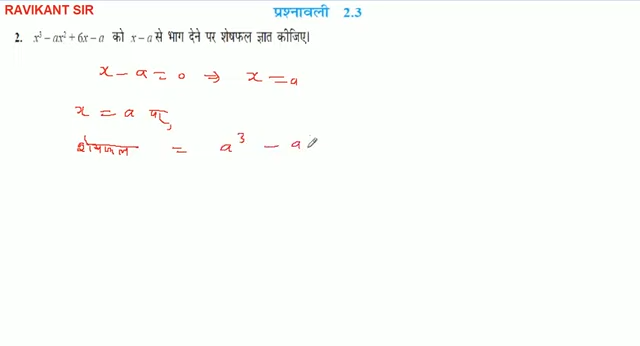 RAVIKANT SIR
प्रश्नावली 2.3
2. x³ – ax² + 6x – a को x – a से भाग देने पर शेषफल ज्ञात कीजिए।
x – a = 0 ⇒ x = a
x = a पर,
शेषफल = a³ – a